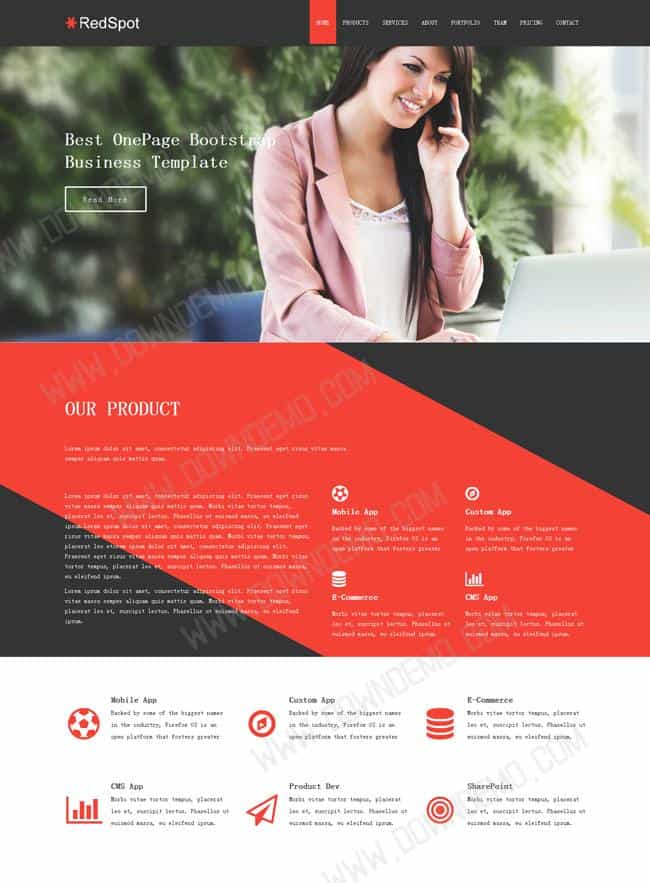 RedSpot
HOME PRODUCTS SERVICES ABOUT PORTFOLIO TEAM PRICING CONTACT
Best OnePage Bootstrap
Business Template
Read More
OUR PRODUCT
Lorem ipsum dolor sit amet, consectetur adipiscing elit. Praesent eget risus vitae massa
semper aliquam quis mattis quam.
Lorem ipsum dolor sit amet, consectetur adipiscing elit. Praesent eget risus
vitae massa semper aliquam quis mattis quam. Morbi vitae tortor tempus,
placerat leo et, suscipit lectus. Phasellus ut euismod massa, eu eleifend
ipsum.Lorem ipsum dolor sit amet, consectetur adipiscing elit. Praesent eget
risus vitae massa semper aliquam quis mattis quam. Morbi vitae tortor tempus,
placerat leo etorem ipsum dolor sit amet, consectetur adipiscing elit.
Praesent eget risus vitae massa semper aliquam quis mattis quam. Morbi vitae
tortor tempus, placerat leo et, suscipit lectus. Phasellus ut euismod massa,
eu eleifend ipsum.
Lorem ipsum dolor sit amet, consectetur adipiscing elit. Praesent eget risus
vitae massa semper aliquam quis mattis quam. Morbi vitae tortor tempus,
placerat leo et, suscipit lectus. Phasellus ut euismod massa, eu eleifend
ipsum.
Mobile App
Backed by some of the biggest names
in the industry, Firefox OS is an
open platform that fosters greater
Custom App
Backed by some of the biggest names
in the industry, Firefox OS is an
open platform that fosters greater
E-Commerce
Morbi vitae tortor tempus, placerat
leo et, suscipit lectus. Phasellus ut
euismod massa, eu eleifend ipsum.
CMS App
Morbi vitae tortor tempus, placerat
leo et, suscipit lectus. Phasellus ut
euismod massa, eu eleifend ipsum.
Mobile App
Backed by some of the biggest names
in the industry, Firefox OS is an
open platform that fosters greater
Custom App
Backed by some of the biggest names
in the industry, Firefox OS is an
open platform that fosters greater
E-Commerce
Morbi vitae tortor tempus, placerat
leo et, suscipit lectus. Phasellus ut
euismod massa, eu eleifend ipsum.
CMS App
Morbi vitae tortor tempus, placerat
leo et, suscipit lectus. Phasellus ut
euismod massa, eu eleifend ipsum.
Product Dev
Morbi vitae tortor tempus, placerat
leo et, suscipit lectus. Phasellus ut
euismod massa, eu eleifend ipsum.
SharePoint
Morbi vitae tortor tempus, placerat
leo et, suscipit lectus. Phasellus ut
euismod massa, eu eleifend ipsum.
WWW.DOWNDEMO.COM
WWW.DOWNDEMO.COM
WWW.DOWNDEMO.COM
WWW.DOWNDEMO.COM
WWW.DOWNDEMO.COM
WWW.DOWNDEMO.COM